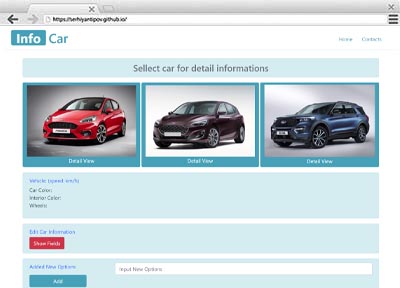 https://serhiyantipov.github.io/
Info Car
Home Contacts
Sellect car for detail informations
Detail View Detail View Detail View
Vehicle: (speed: km/h)
Car Color:
Interior Color:
Wheels:
Edit Car Information
Show Fields
Added New Options
Input New Options
Add